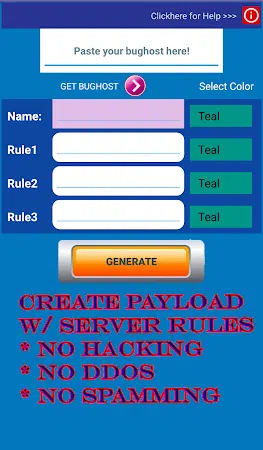 Clickhere for Help >>>
Paste your bughost here!
GET BUGHOST
Select Color
Name: Teal
Rule1 Teal
Rule2 Teal
Rule3 Teal
GENERATE
CREATE PAYLOAD
W/ SERVER RULES
* NO HACKING
* NO DDOS
* NO SPAMMING